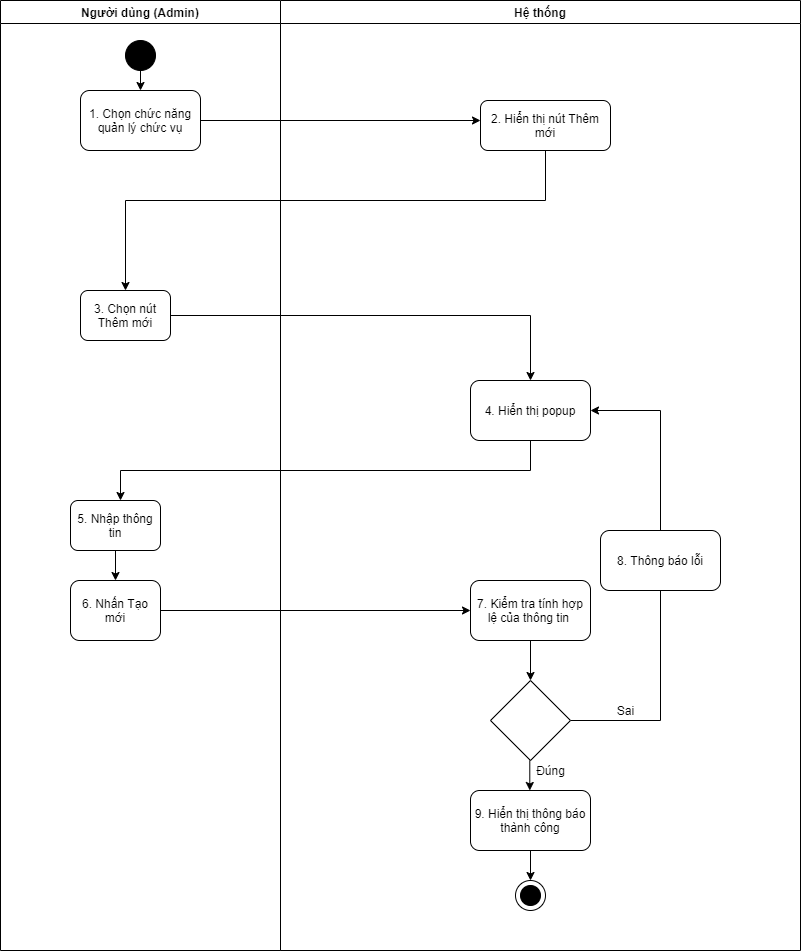 Người dùng (Admin)
Hệ thống
1. Chọn chức năng
quản lý chức vụ
2. Hiển thị nút Thêm
mới
3. Chọn nút
Thêm mới
4. Hiển thị popup
5. Nhập thông
tin
8. Thông báo lỗi
6. Nhấn Tạo
mới
7. Kiểm tra tính hợp
lệ của thông tin
Sai
Đúng
9. Hiển thị thông báo
thành công